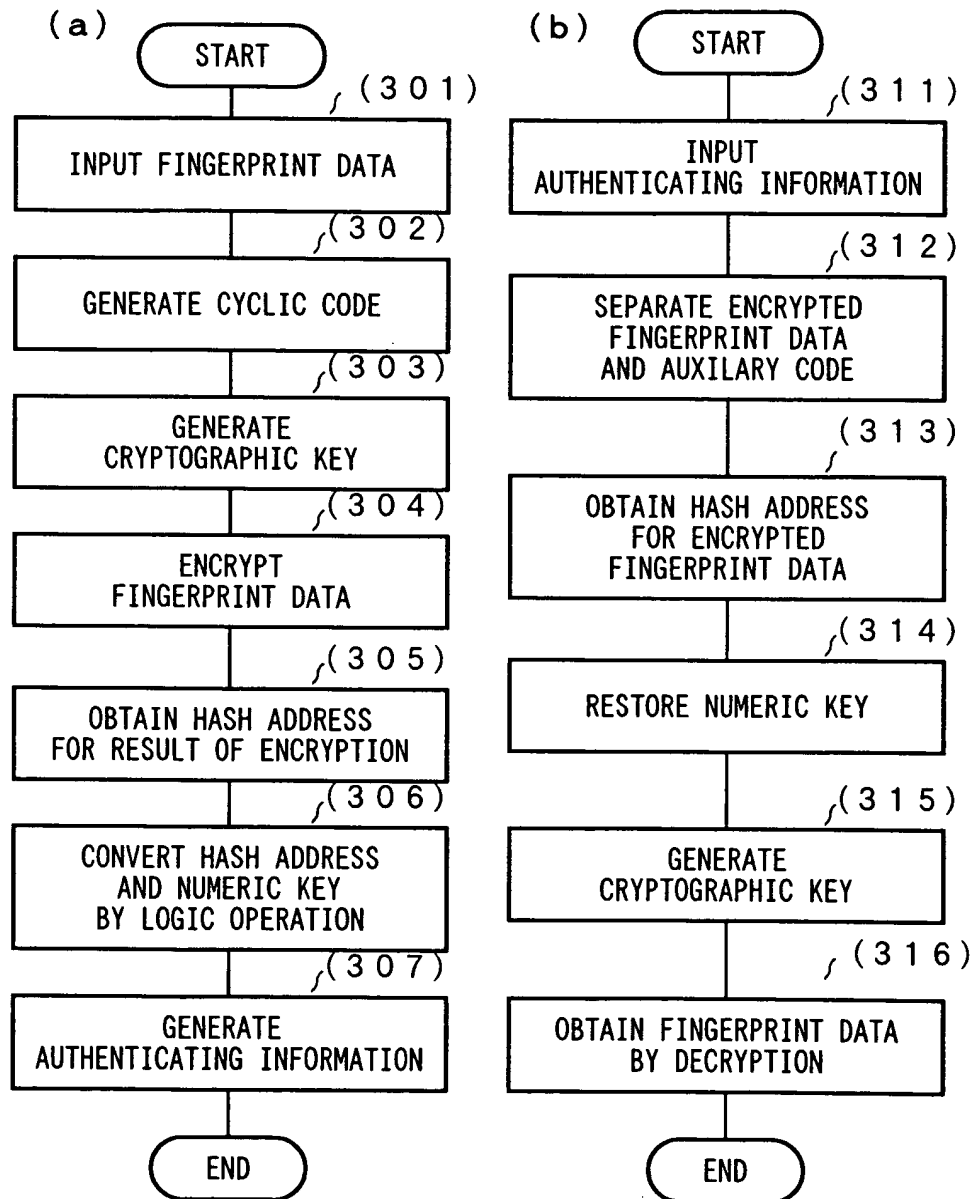 (a)
START
(301)
INPUT FINGERPRINT DATA
(302)
GENERATE CYCLIC CODE
(303)
GENERATE
CRYPTOGRAPHIC KEY
(304)
ENCRYPT
FINGERPRINT DATA
(305)
OBTAIN HASH ADDRESS
FOR RESULT OF ENCRYPTION
(306)
CONVERT HASH ADDRESS
AND NUMERIC KEY
BY LOGIC OPERATION
(307)
GENERATE
AUTHENTICATING INFORMATION
END
(b)
START
(311)
INPUT
AUTHENTICATING INFORMATION
(312)
SEPARATE ENCRYPTED
FINGERPRINT DATA
AND AUXILARY CODE
(313)
OBTAIN HASH ADDRESS
FOR ENCRYPTED
FINGERPRINT DATA
(314)
RESTORE NUMERIC KEY
(315)
GENERATE
CRYPTOGRAPHIC KEY
(316)
OBTAIN FINGERPRINT DATA
BY DECRYPTION
END